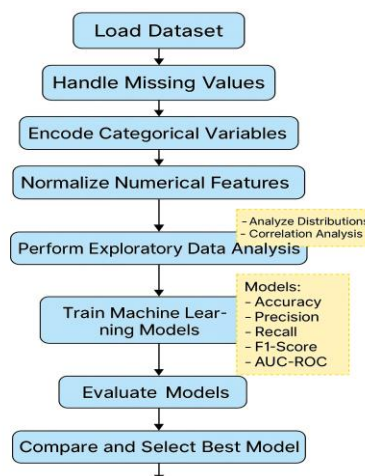 Load Dataset
Handle Missing Values
Encode Categorical Variables
Normalize Numerical Features
- Analyze Distributions
- Correlation Analysis
Perform Exploratory Data Analysis
Train Machine Lear-
ning Models
Models:
- Accuracy
- Precision
- Recall
- F1-Score
- AUC-ROC
Evaluate Models
Compare and Select Best Model